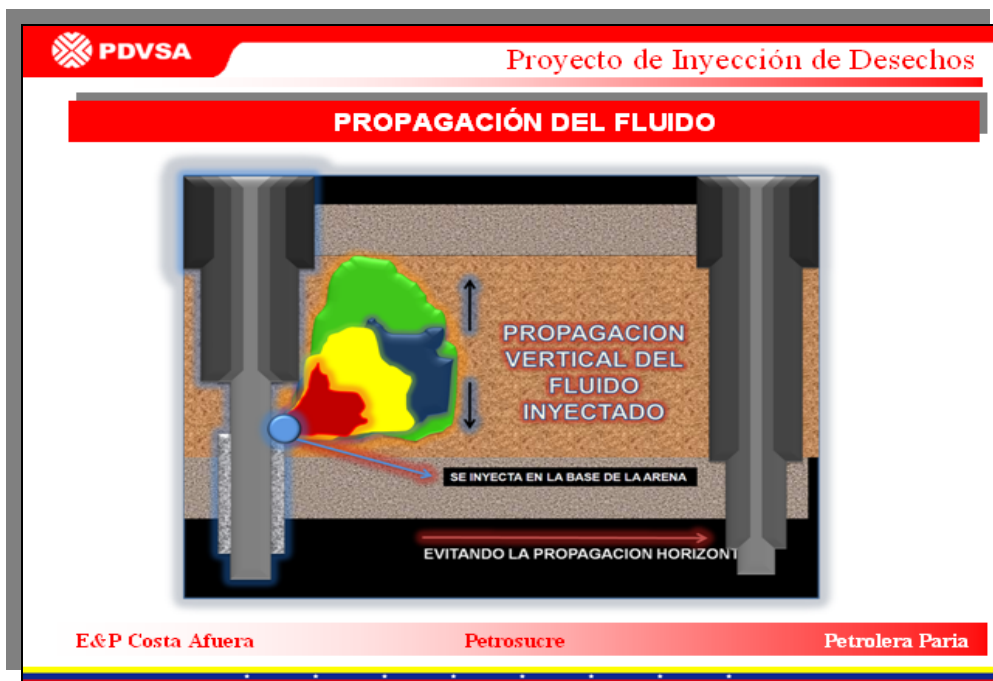 PDVSA
Proyecto de Inyección de Desechos
PROPAGACIÓN DEL FLUIDO
PROPAGACION
VERTICAL DEL
FLUIDO
INYECTADO
SE INYECTA EN LA BASE DE LA ARENA
EVITANDO LA PROPAGACION HORIZONT
E&P Costa Afuera
Petrosucre
Petrolera Paria